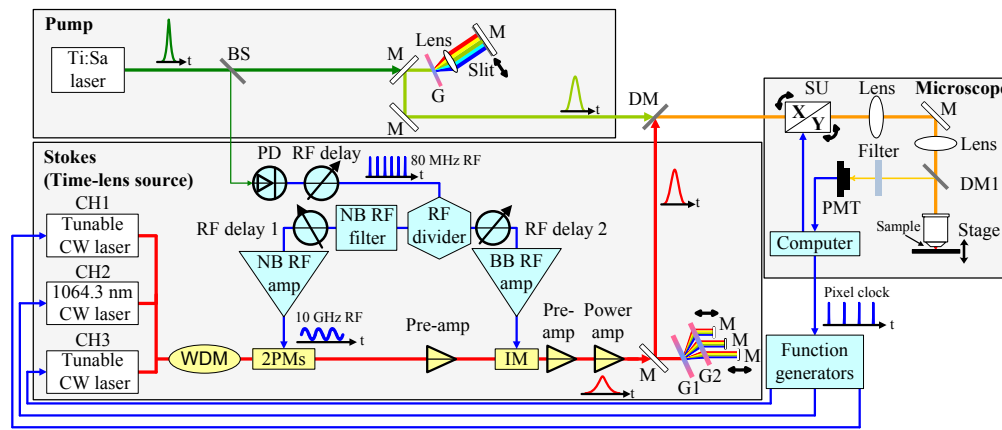 Pump
Ti:Sa
laser
t
BS
M
Lens
M
Slit
G
M
t
DM
Microscope
SU
X
Y
Lens
M
Lens
Filter
DM1
PMT
Sample
Stage
Computer
Pixel clock
t
Function
generators
Stokes
(Time-lens source)
PD
RF delay
80 MHz RF
t
RF delay 1
NB RF
filter
RF
divider
RF delay 2
NB RF
amp
BB RF
amp
t
CH1
Tunable
CW laser
CH2
1064.3 nm
CW laser
CH3
Tunable
CW laser
WDM
10 GHz RF
t
2PMs
Pre-amp
IM
Pre-
amp
Power
amp
t
M
G1
G2
M
M
M